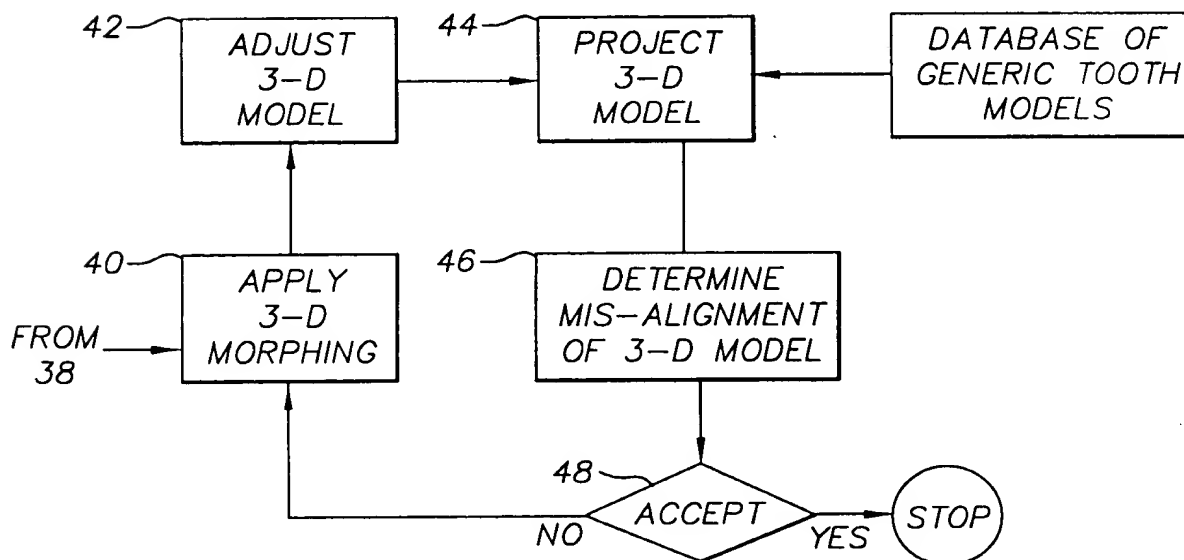 42
ADJUST
3-D
MODEL
44
PROJECT
3-D
MODEL
DATABASE OF
GENERIC TOOTH
MODELS
40
APPLY
3-D
MORPHING
FROM
38
46
DETERMINE
MIS-ALIGNMENT
OF 3-D MODEL
48
ACCEPT
NO
YES
STOP